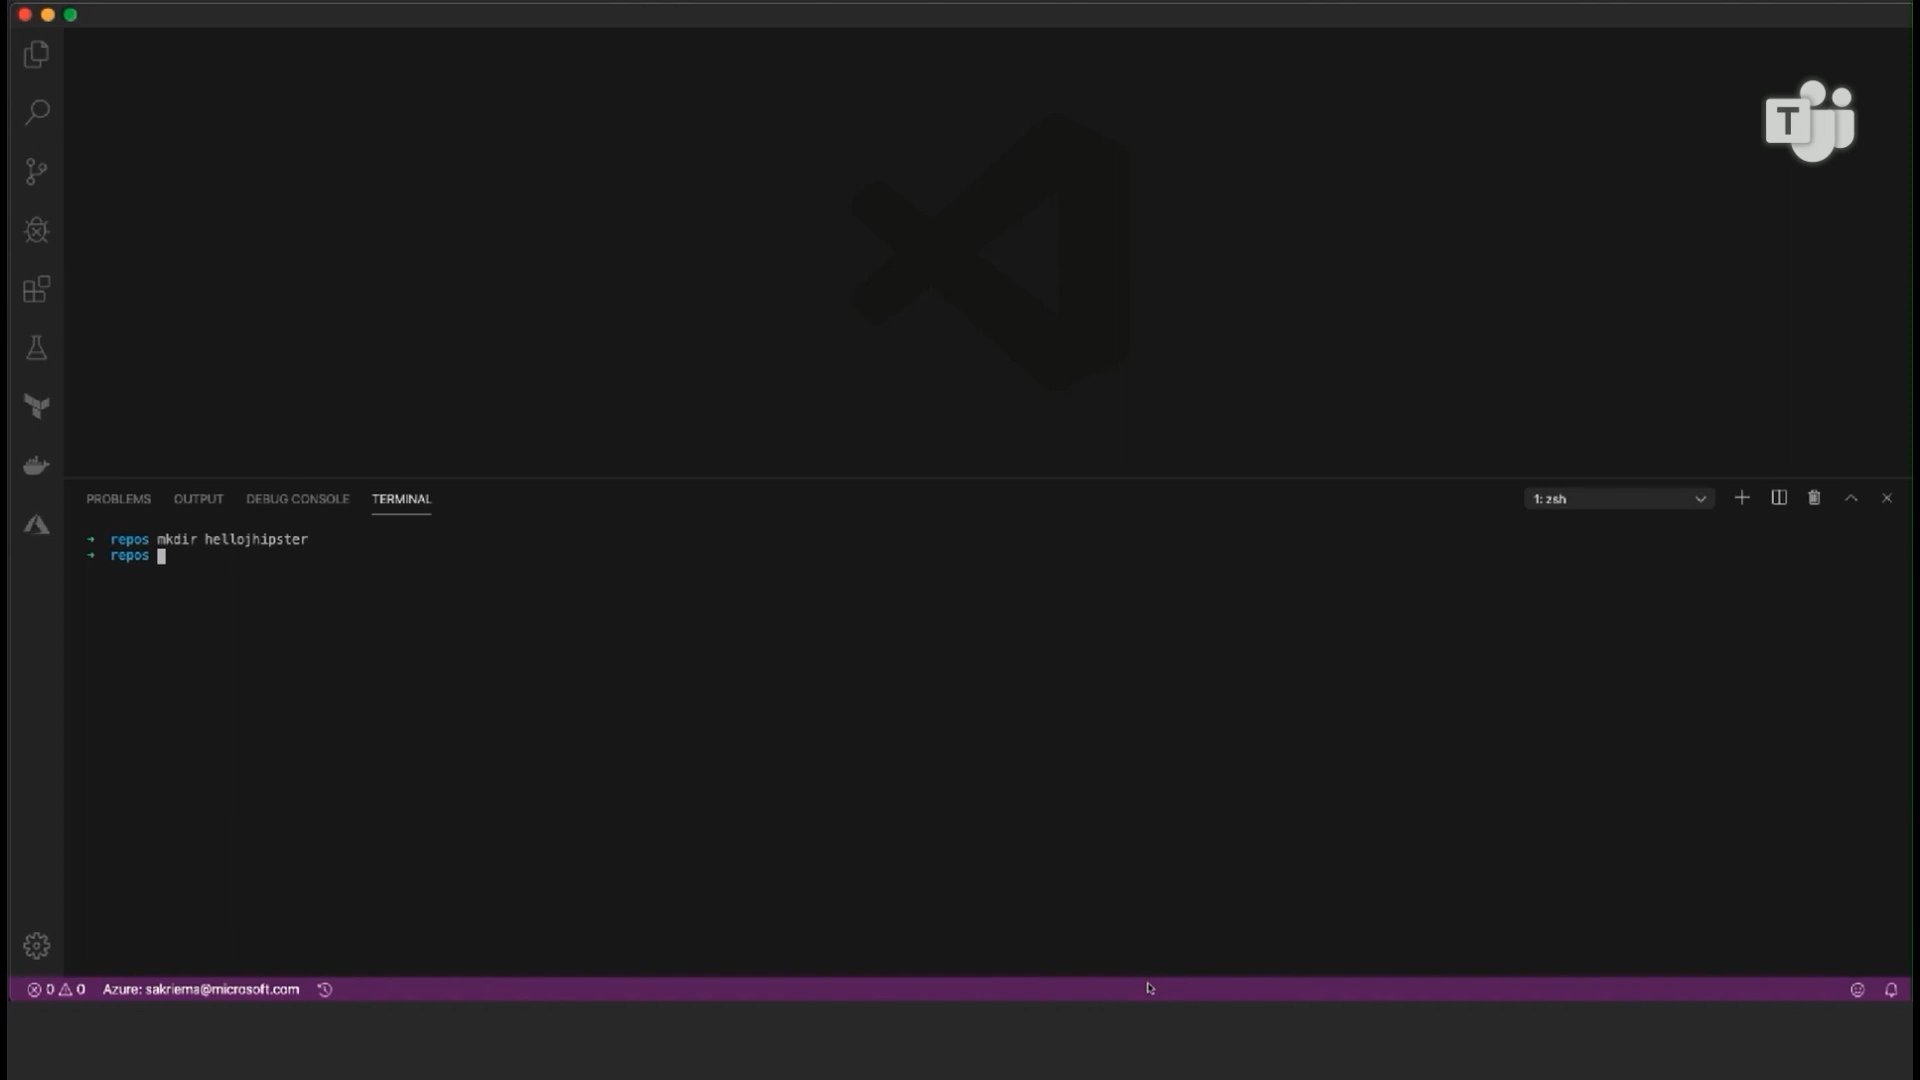 T
PROBLEMS OUTPUT DEBUG CONSOLE TERMINAL 1: zsh
→ repos mkdir hellojhipster
→ repos
0 0 Azure: sakriema@microsoft.com